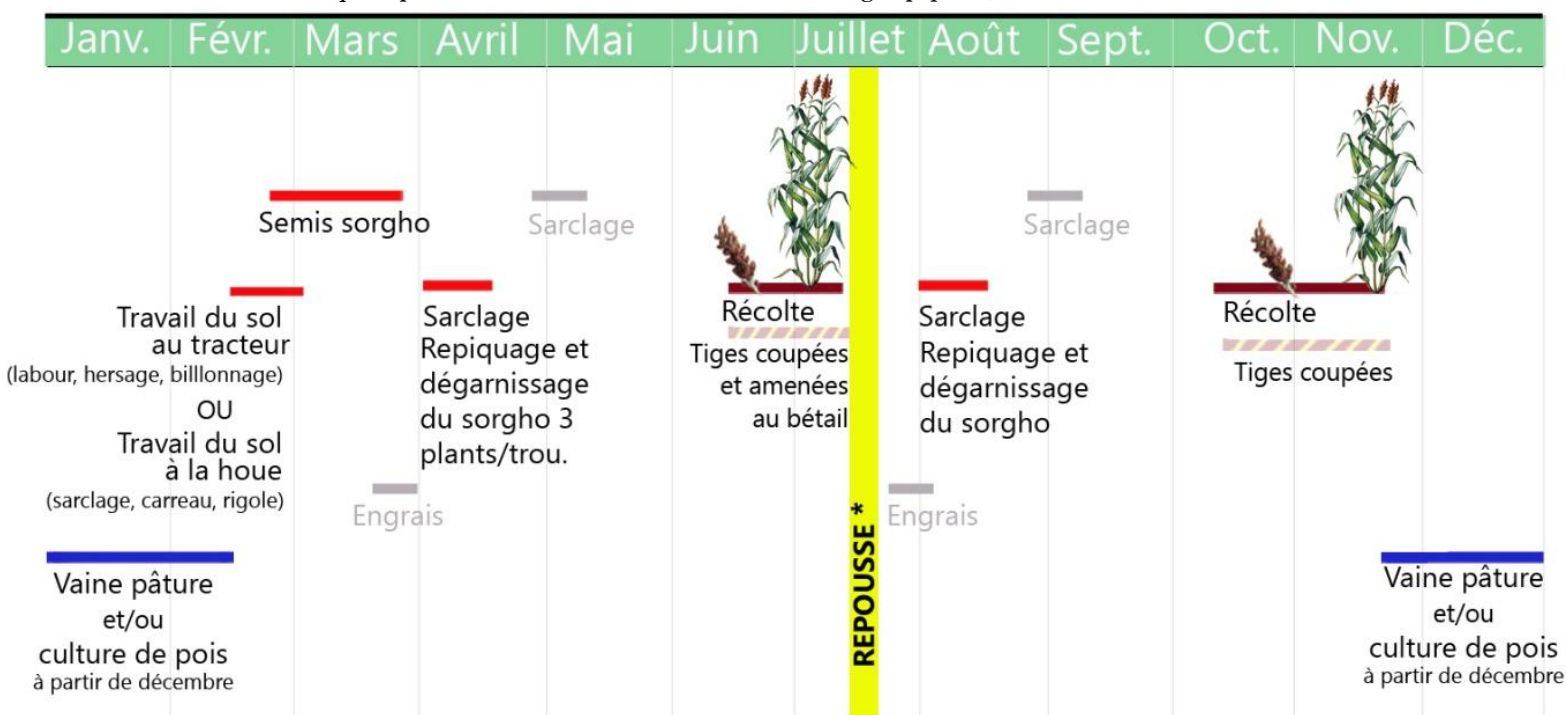 Janv. Févr. Mars Avril Mai Juin Juillet Août Sept. Oct. Nov. Déc.
Semis sorgho
Sarclage
Sarclage
Travail du sol
au tracteur
(labour, hersage, billlonnage)
OU
Travail du sol
à la houe
(sarclage, carreau, rigole)
Sarclage
Repiquage et
dégarnissage
du sorgho 3
plants/trou.
Engrais
Récolte
Tiges coupées
et amenées
au bétail
REPOUSSE *
Sarclage
Repiquage et
dégarnissage
du sorgho
Engrais
Récolte
Tiges coupées
Vaine pâture
et/ou
culture de pois
à partir de décembre
Vaine pâture
et/ou
culture de pois
à partir de décembre